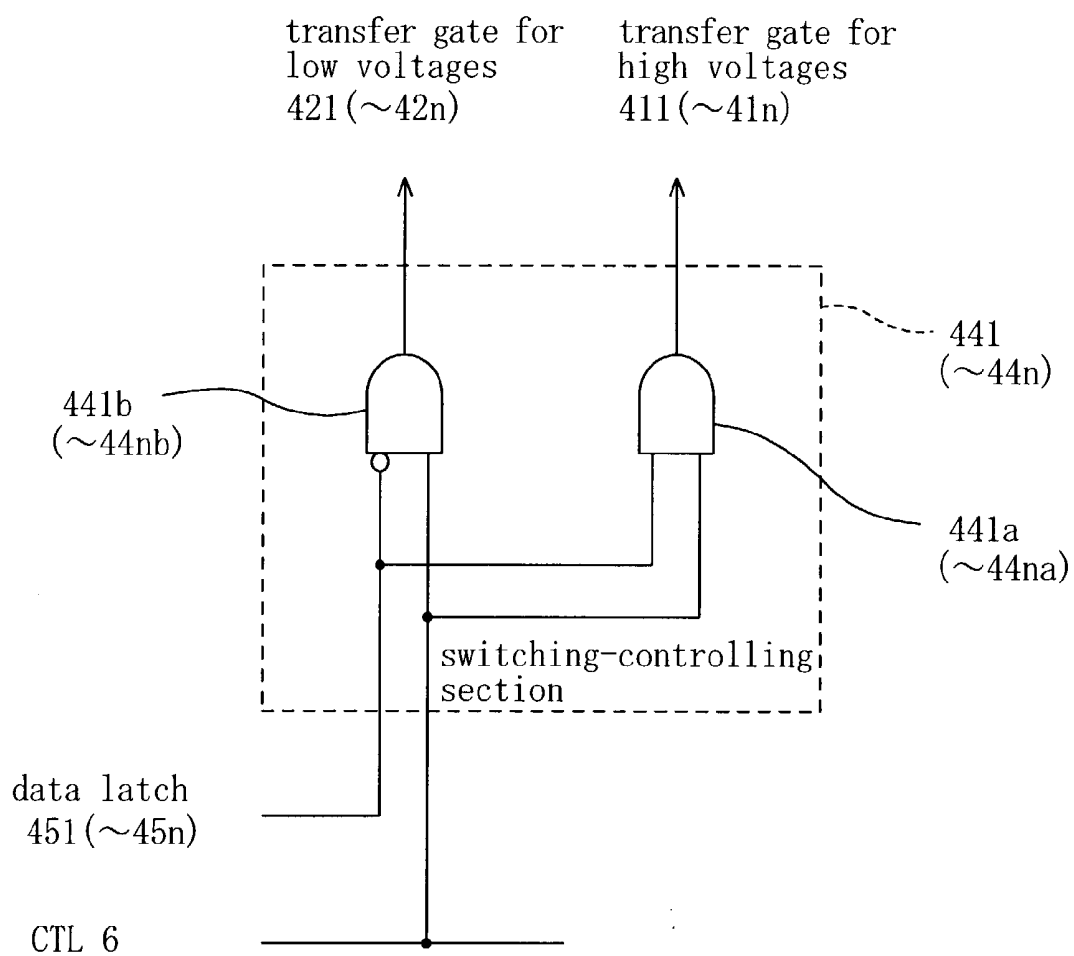 transfer gate for
low voltages
421(～42n)
transfer gate for
high voltages
411(～41n)
441
(～44n)
441b
(～44nb)
441a
(～44na)
switching-controlling
section
data latch
451(～45n)
CTL 6